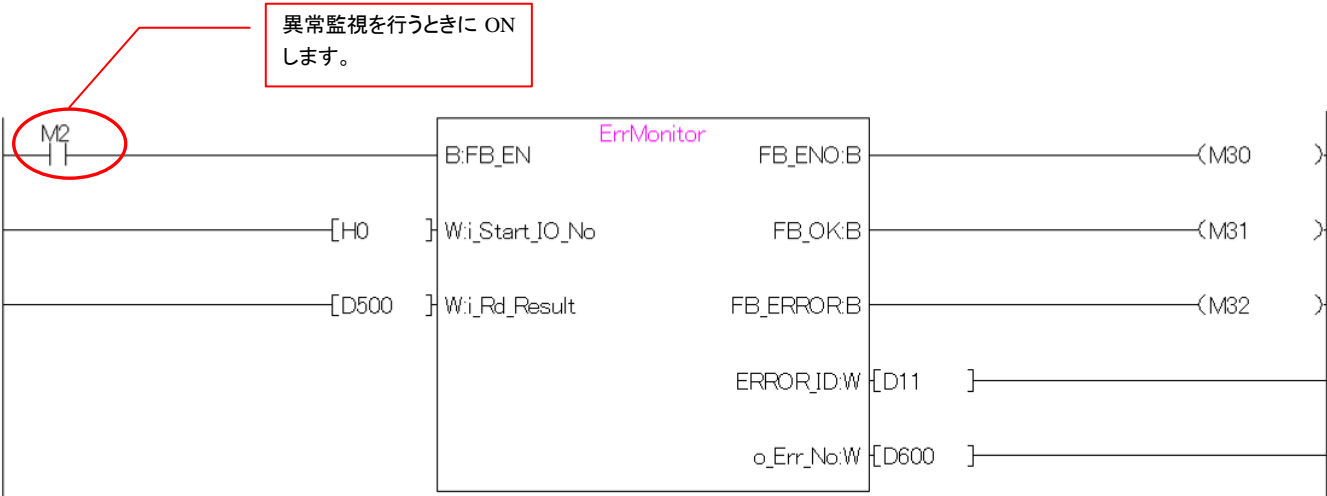 異常監視を行うときに ON
します。
M2
ErrMonitor
B:FB_EN
FB_ENO:B
(M30 )
[H0 ]
W:i_Start_IO_No
FB_OK:B
(M31 )
[D500 ]
W:i_Rd_Result
FB_ERROR:B
(M32 )
ERROR_ID:W
[D11 ]
o_Err_No:W
[D600 ]